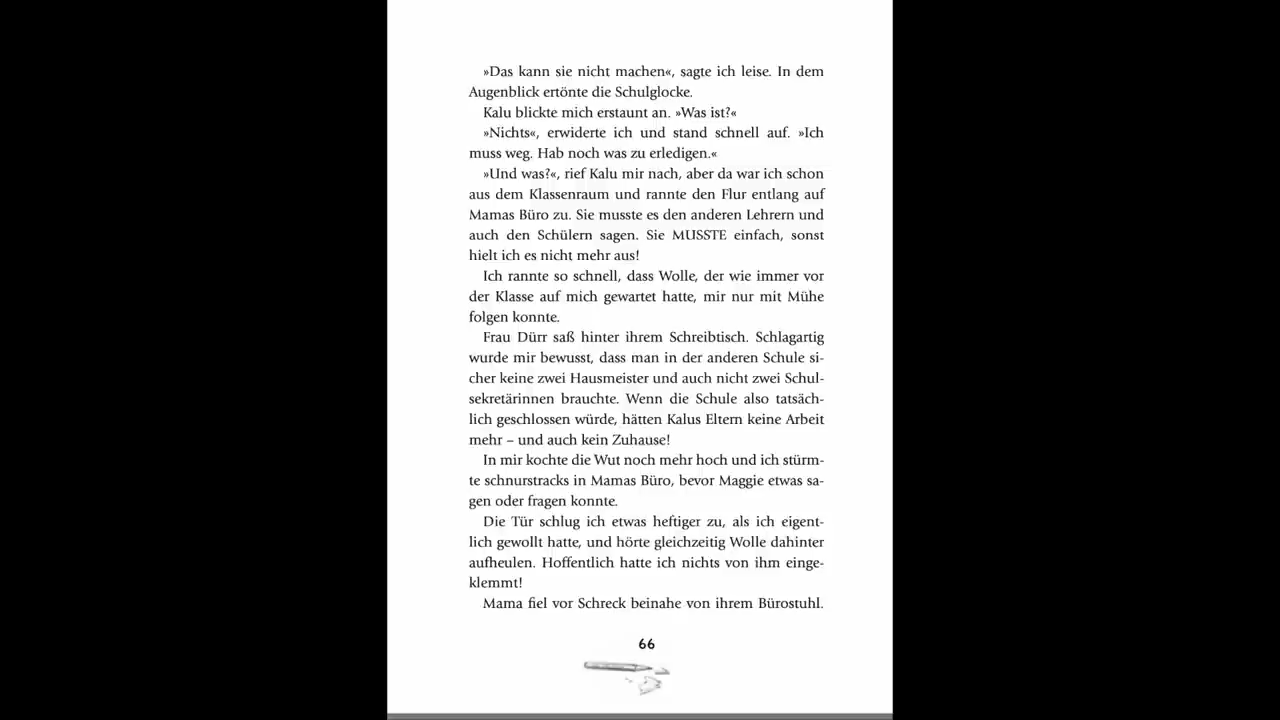 »Das kann sie nicht machen«, sagte ich leise. In dem
Augenblick ertönte die Schulglocke.
Kalu blickte mich erstaunt an. »Was ist?«
»Nichts«, erwiderte ich und stand schnell auf. »Ich
muss weg. Hab noch was zu erledigen.«
»Und was?«, rief Kalu mir nach, aber da war ich schon
aus dem Klassenraum und rannte den Flur entlang auf
Mamas Büro zu. Sie musste es den anderen Lehrern und
auch den Schülern sagen. Sie MUSSTE einfach, sonst
hielt ich es nicht mehr aus!
Ich rannte so schnell, dass Wolle, der wie immer vor
der Klasse auf mich gewartet hatte, mir nur mit Mühe
folgen konnte.
Frau Dürr saß hinter ihrem Schreibtisch. Schlagartig
wurde mir bewusst, dass man in der anderen Schule si-
cher keine zwei Hausmeister und auch nicht zwei Schul-
sekretärinnen brauchte. Wenn die Schule also tatsäch-
lich geschlossen würde, hätten Kalus Eltern keine Arbeit
mehr – und auch kein Zuhause!
In mir kochte die Wut noch mehr hoch und ich stürm-
te schnurstracks in Mamas Büro, bevor Maggie etwas sa-
gen oder fragen konnte.
Die Tür schlug ich etwas heftiger zu, als ich eigent-
lich gewollt hatte, und hörte gleichzeitig Wolle dahinter
aufheulen. Hoffentlich hatte ich nichts von ihm einge-
klemmt!
Mama fiel vor Schreck beinahe von ihrem Bürostuhl.
66